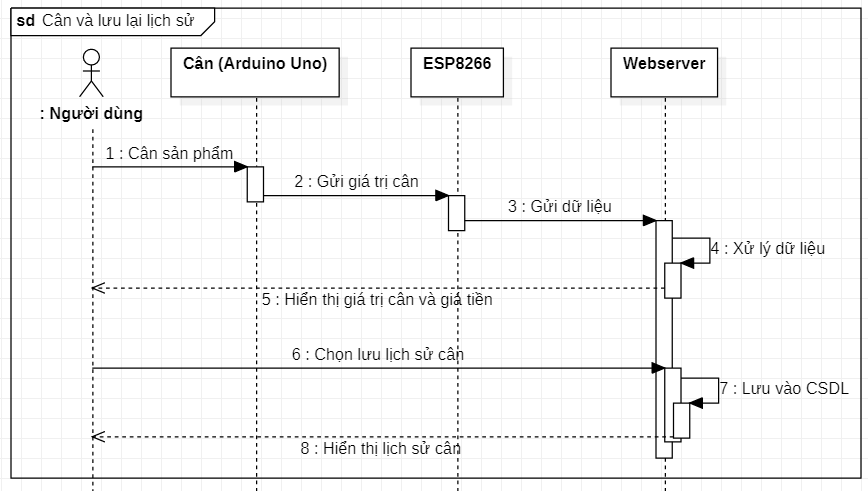 sd Cân và lưu lại lịch sử
Cân (Arduino Uno)
ESP8266
Webserver
: Người dùng
1 : Cân sản phẩm
2 : Gửi giá trị cân
3 : Gửi dữ liệu
4 : Xử lý dữ liệu
5 : Hiển thị giá trị cân và giá tiền
6 : Chọn lưu lịch sử cân
7 : Lưu vào CSDL
8 : Hiển thị lịch sử cân